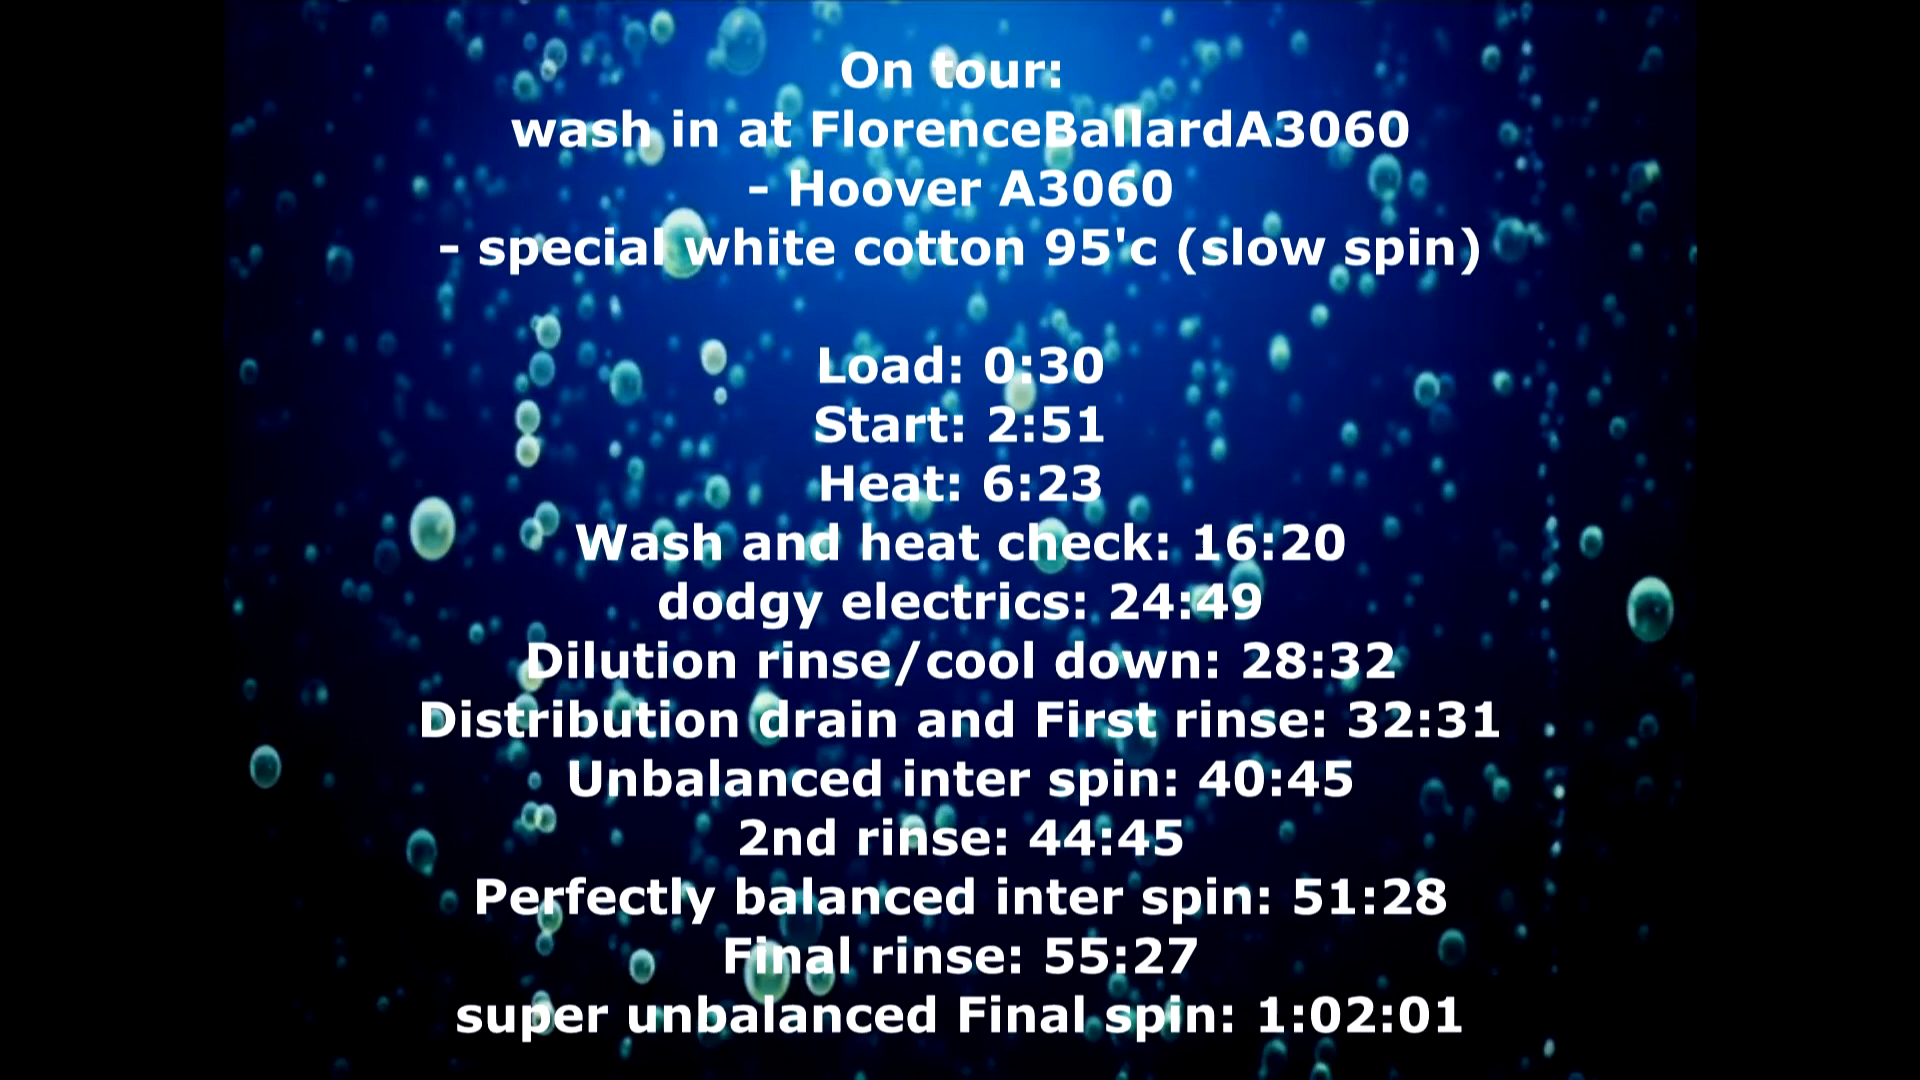 On tour:
wash in at FlorenceBallardA3060
- Hoover A3060
- special white cotton 95'c (slow spin)
Load: 0:30
Start: 2:51
Heat: 6:23
Wash and heat check: 16:20
dodgy electrics: 24:49
Dilution rinse/cool down: 28:32
Distribution drain and First rinse: 32:31
Unbalanced inter spin: 40:45
2nd rinse: 44:45
Perfectly balanced inter spin: 51:28
Final rinse: 55:27
super unbalanced Final spin: 1:02:01